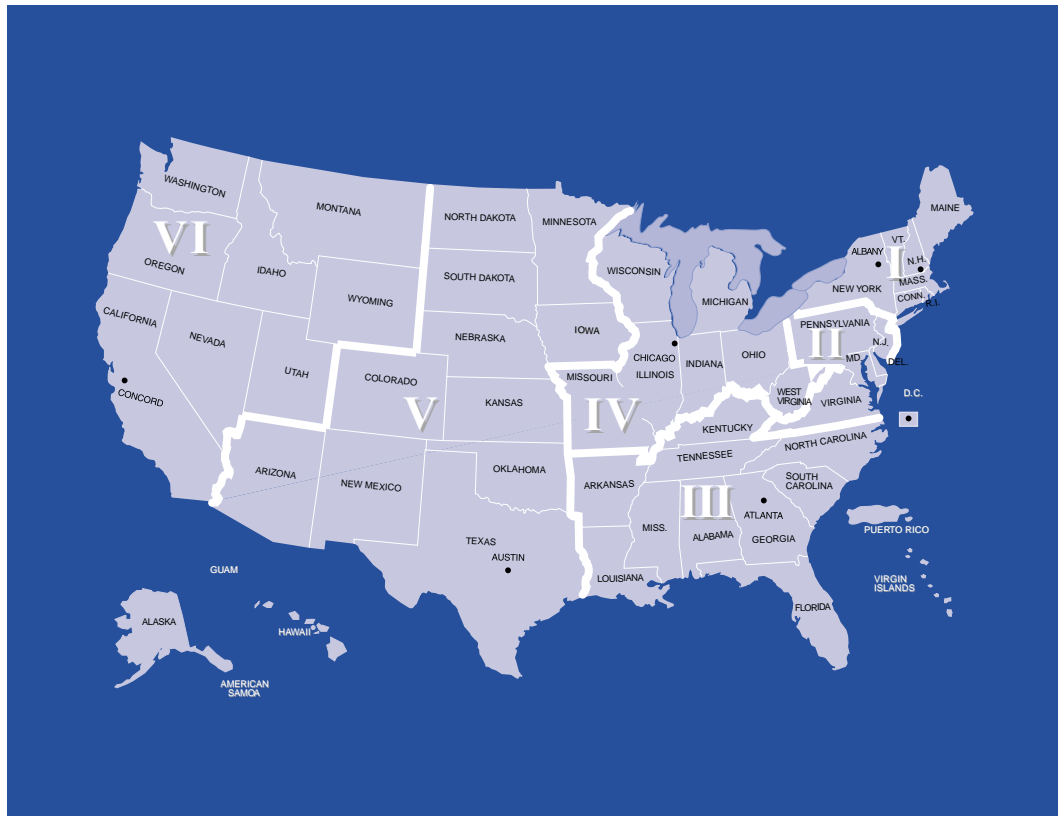 WASHINGTON
MONTANA
NORTH DAKOTA
MINNESOTA
MAINE
VI
OREGON
IDAHO
SOUTH DAKOTA
WISCONSIN
MICHIGAN
ALBANY
VT.
I
N.H.
MASS.
NEW YORK
CONN.
R.I.
WYOMING
CALIFORNIA
NEVADA
NEBRASKA
IOWA
PENNSYLVANIA
II
N.J.
MD.
DEL.
UTAH
COLORADO
CHICAGO
ILLINOIS
INDIANA
OHIO
MISSOURI
CONCORD
V
KANSAS
IV
WEST
VIRGINIA
VIRGINIA
D.C.
KENTUCKY
NORTH CAROLINA
TENNESSEE
ARIZONA
NEW MEXICO
OKLAHOMA
ARKANSAS
III
SOUTH
CAROLINA
ATLANTA
MISS.
ALABAMA
GEORGIA
PUERTO RICO
TEXAS
AUSTIN
GUAM
LOUISIANA
VIRGIN
ISLANDS
FLORIDA
ALASKA
HAWAII
AMERICAN
SAMOA